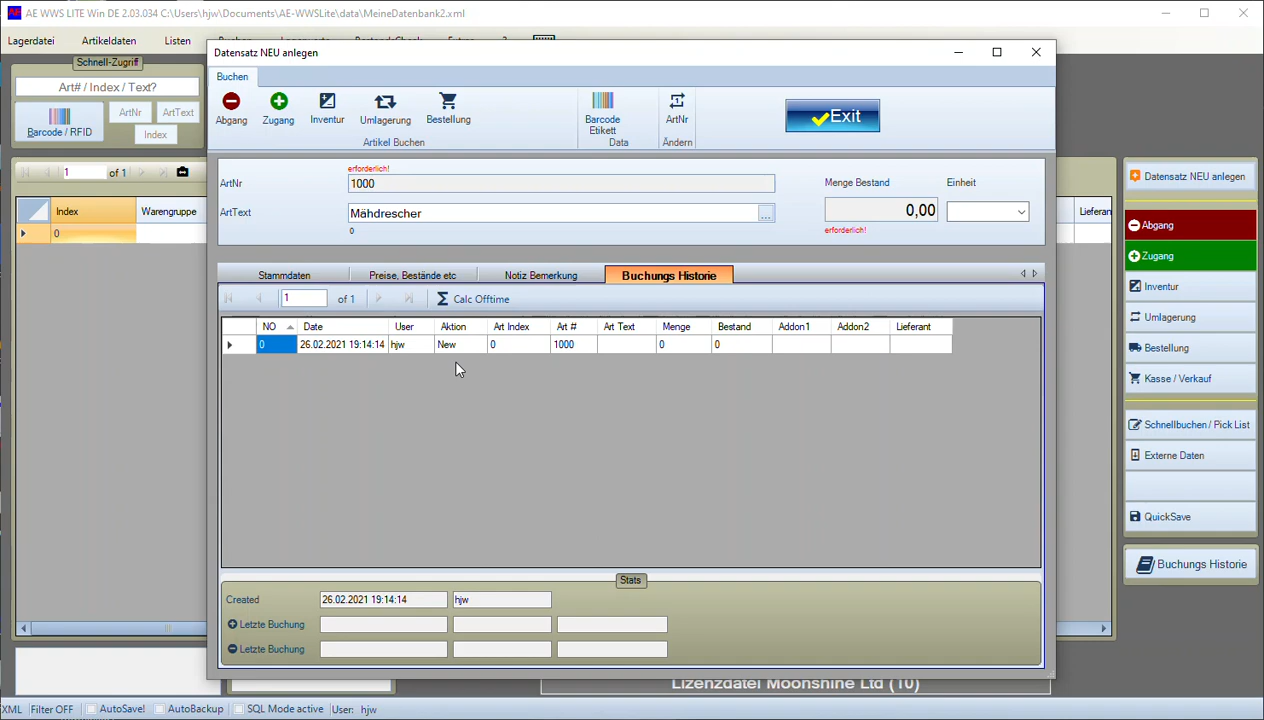 AE WWS LITE Win DE 2.03.034 C:\Users\hjw\Documents\AE-WWSLite\data\MeineDatenbank2.xml
Lagerdatei Artikeldaten Listen
Schnell-Zugriff
Art# / Index / Text?
Barcode / RFID
ArtNr
ArtText
Index
1 of 1
Index Warengruppe
0
Datensatz NEU anlegen
Buchen
Abgang
Zugang
Inventur
Umlagerung
Bestellung
Artikel Buchen
Barcode
Etikett
Data
ArtNr
Ändern
Exit
erforderlich!
ArtNr 1000
Menge Bestand Einheit
ArtText Mähdrescher ...
0,00
0
erforderlich!
Stammdaten Preise, Bestände etc Notiz Bemerkung Buchungs Historie
1 of 1 Σ Calc Offtime
NO Date User Aktion Art Index Art # Art Text Menge Bestand Addon1 Addon2 Lieferant
0 26.02.2021 19:14:14 hjw New 0 1000 0 0
Stats
Created 26.02.2021 19:14:14 hjw
Letzte Buchung
Letzte Buchung
Lieferan
Datensatz NEU anlegen
Abgang
Zugang
Inventur
Umlagerung
Bestellung
Kasse / Verkauf
Schnellbuchen / Pick List
Externe Daten
QuickSave
Buchungs Historie
Lizenzdatei Moonshine Ltd (10)
XML Filter OFF AutoSave! AutoBackup SQL Mode active User: hjw